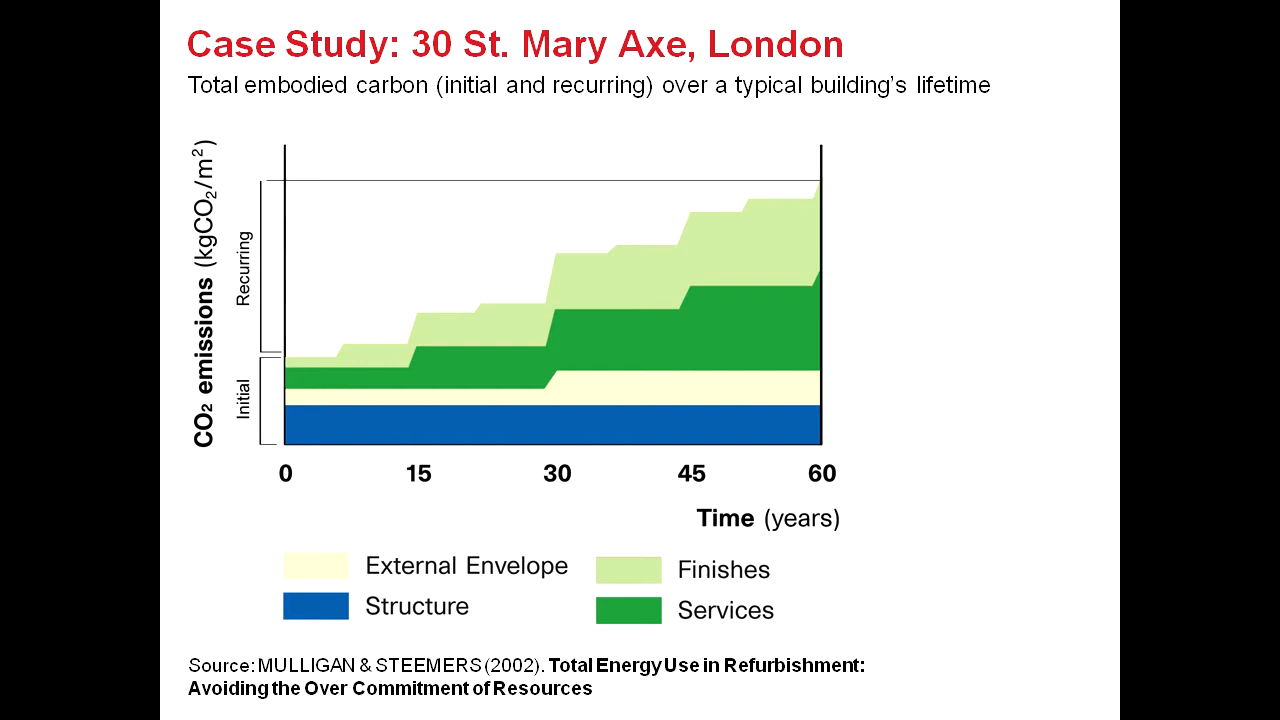 Case Study: 30 St. Mary Axe, London
Total embodied carbon (initial and recurring) over a typical building's lifetime
CO₂ emissions (kgCO₂/m²)
Recurring
Initial
0 15 30 45 60
Time (years)
External Envelope
Finishes
Structure
Services
Source: MULLIGAN & STEEMERS (2002). Total Energy Use in Refurbishment:
Avoiding the Over Commitment of Resources